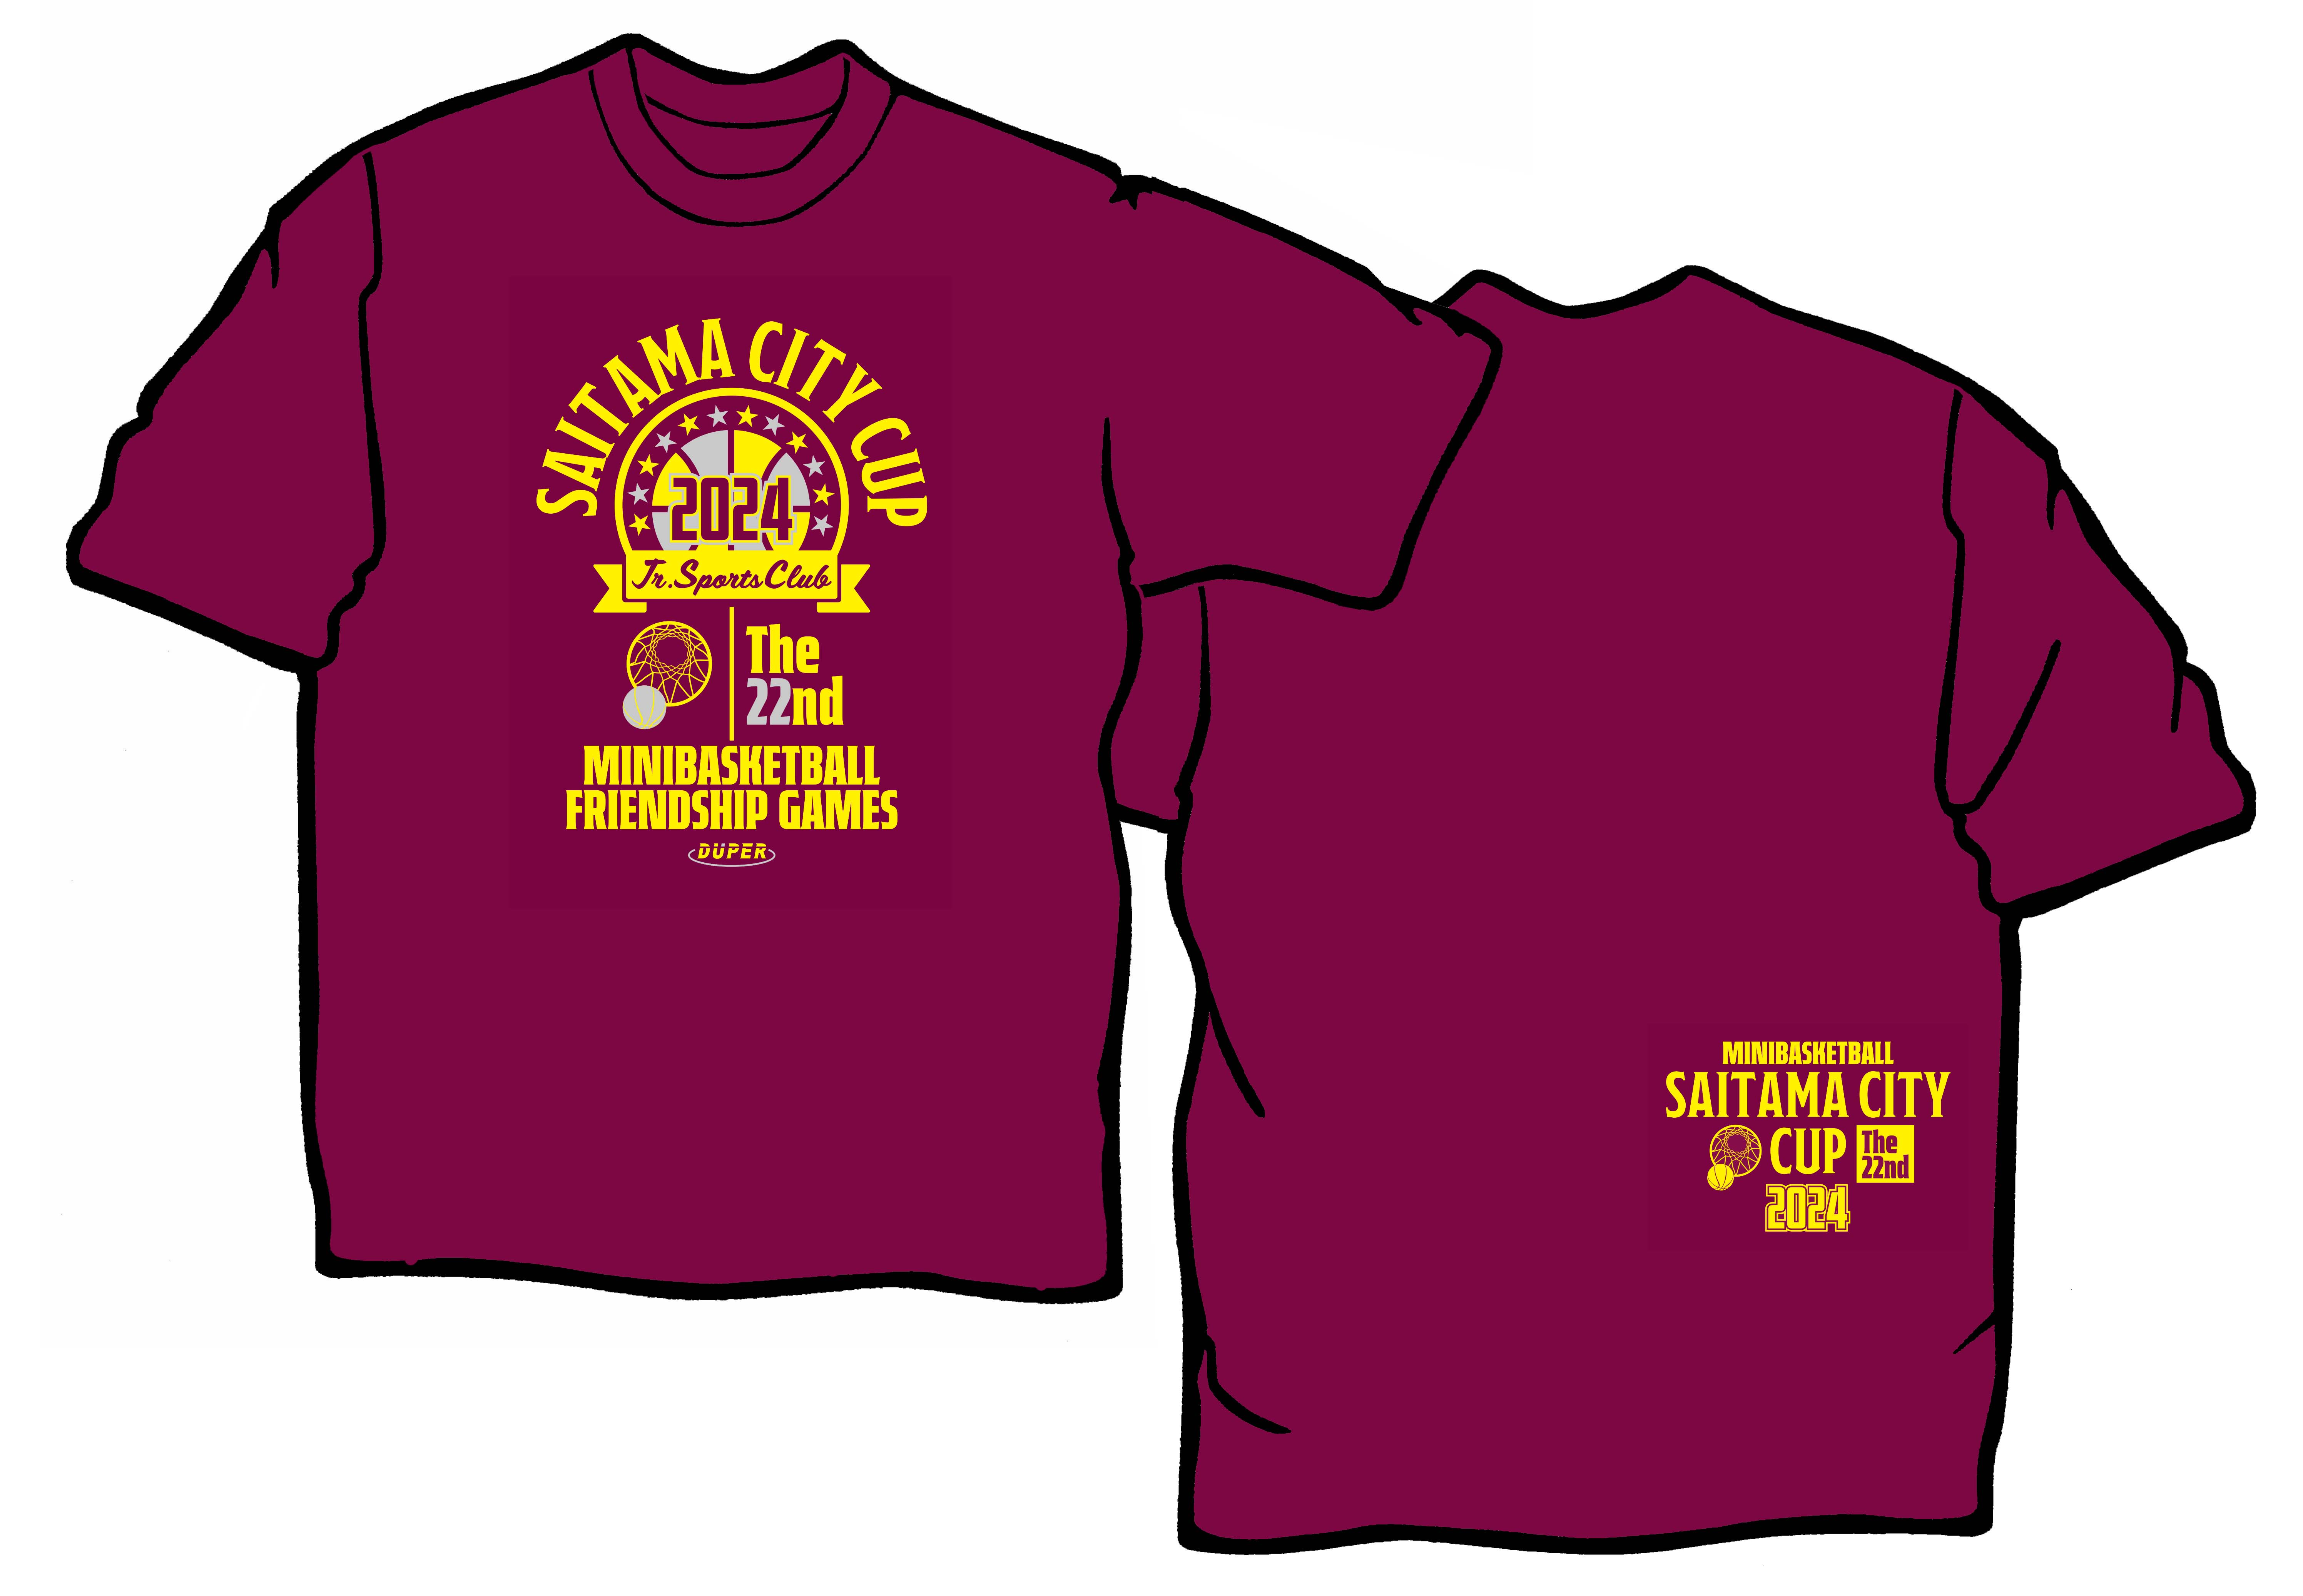 SAITAMA CITY CUP
2024
Jr. Sports Club
The
22nd
MINIBASKETBALL
FRIENDSHIP GAMES
DÜPER
MINIBASKETBALL
SAITAMA CITY
CUP
The
22nd
2024